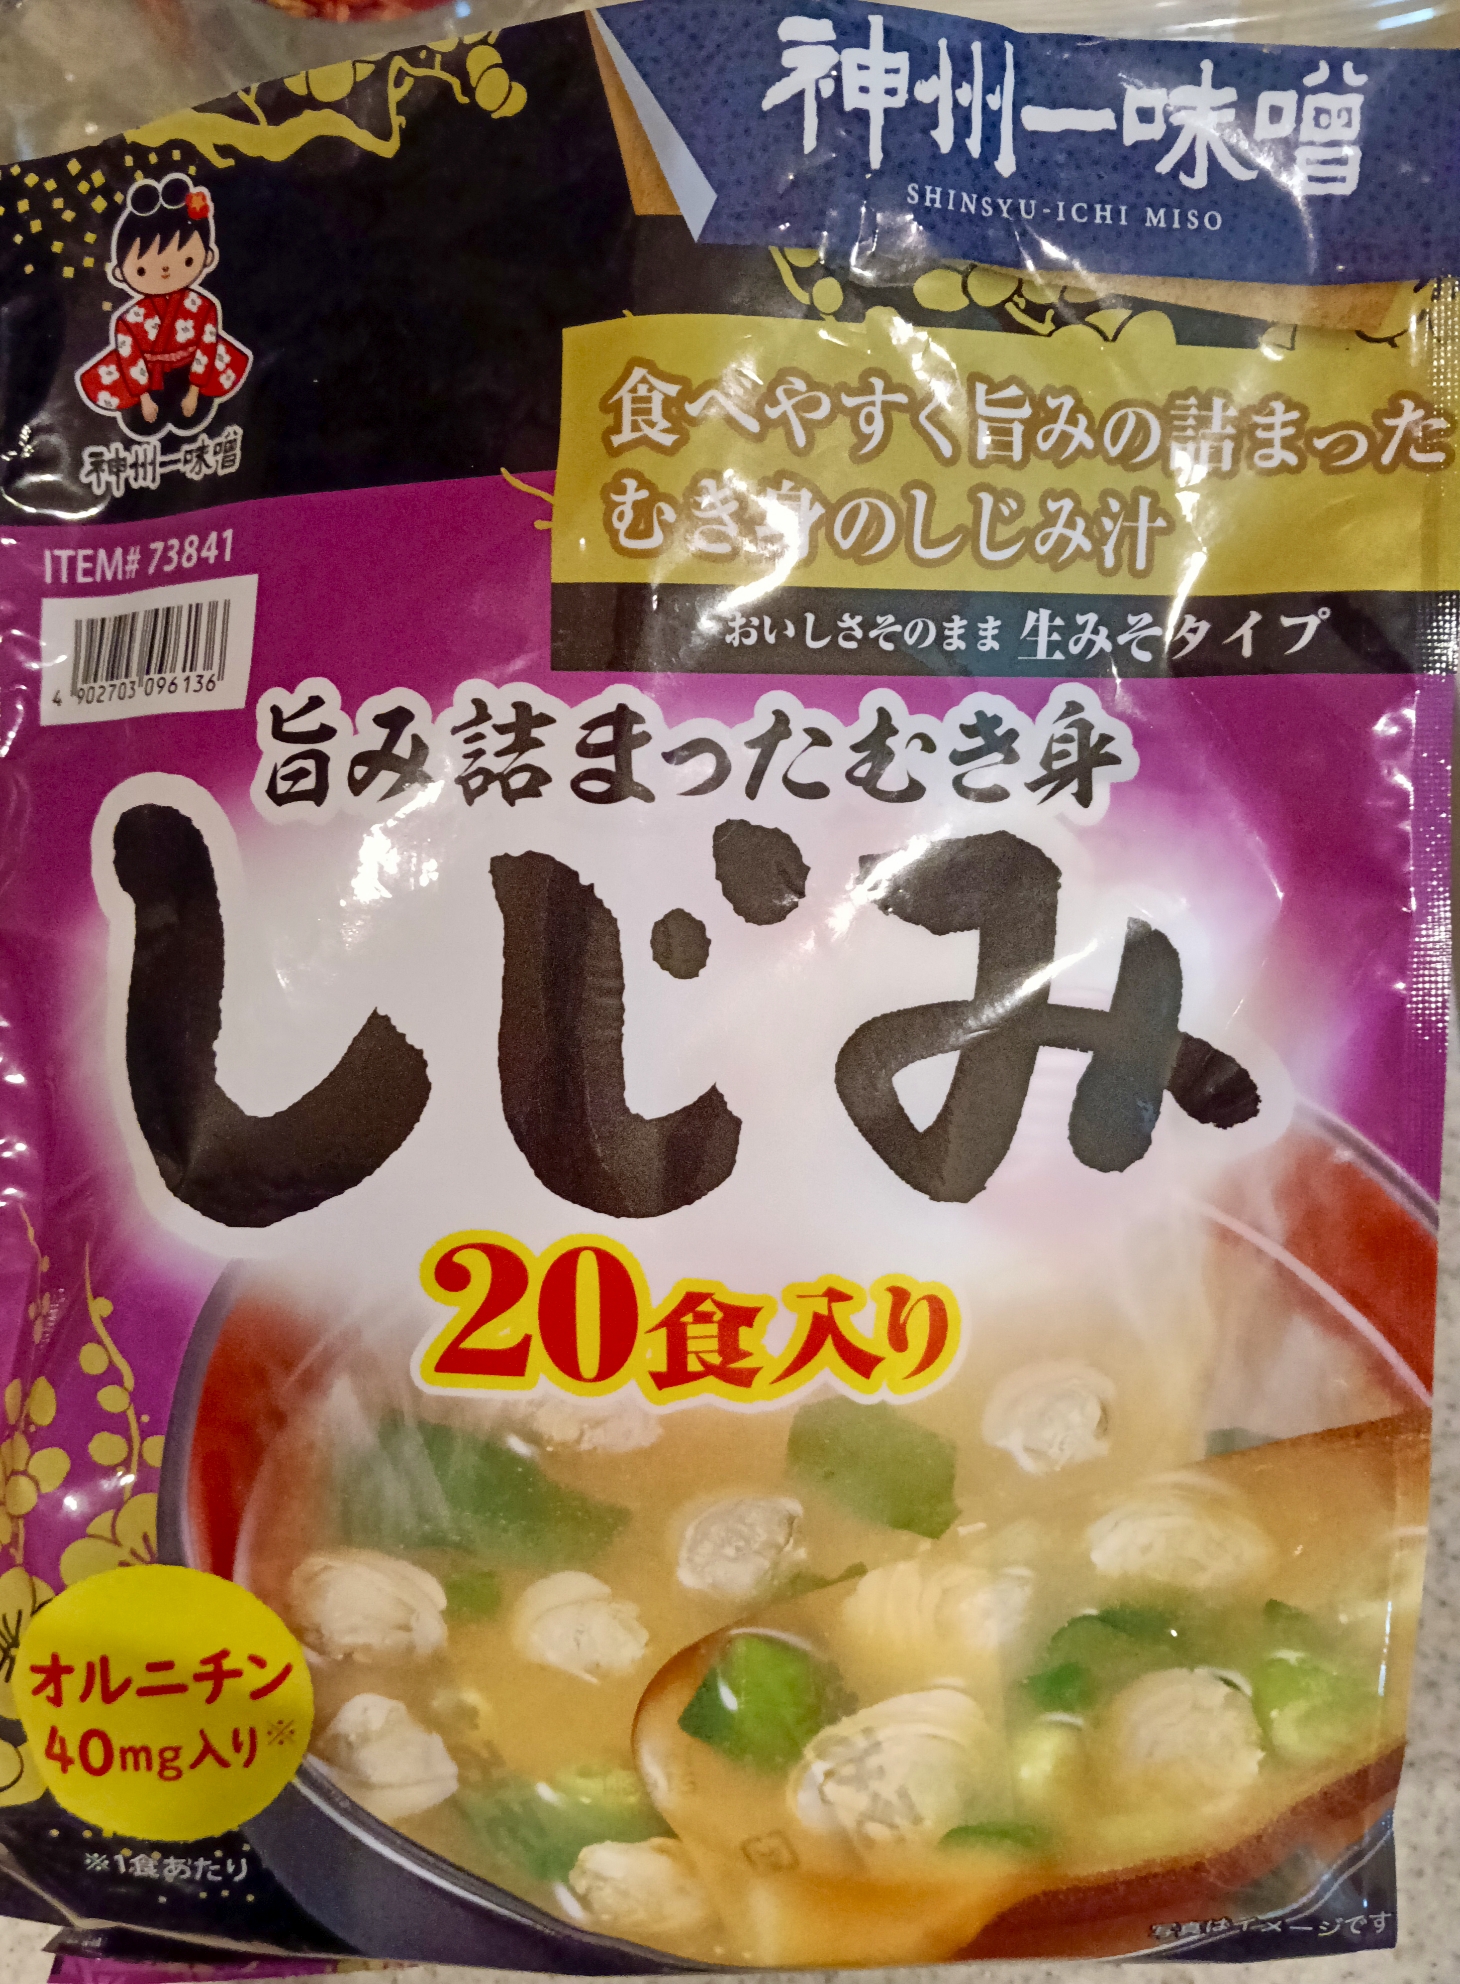 神州一味噌
SHINSYU-ICHI MISO
神州一味噌
食べやすく旨みの詰まった
むき身のしじみ汁
おいしさそのまま 生みそタイプ
ITEM# 73841
4 902703 096136
旨み詰まったむき身
しじみ
20食入り
オルニチン
40mg入り※
※1食あたり
写真はイメージです